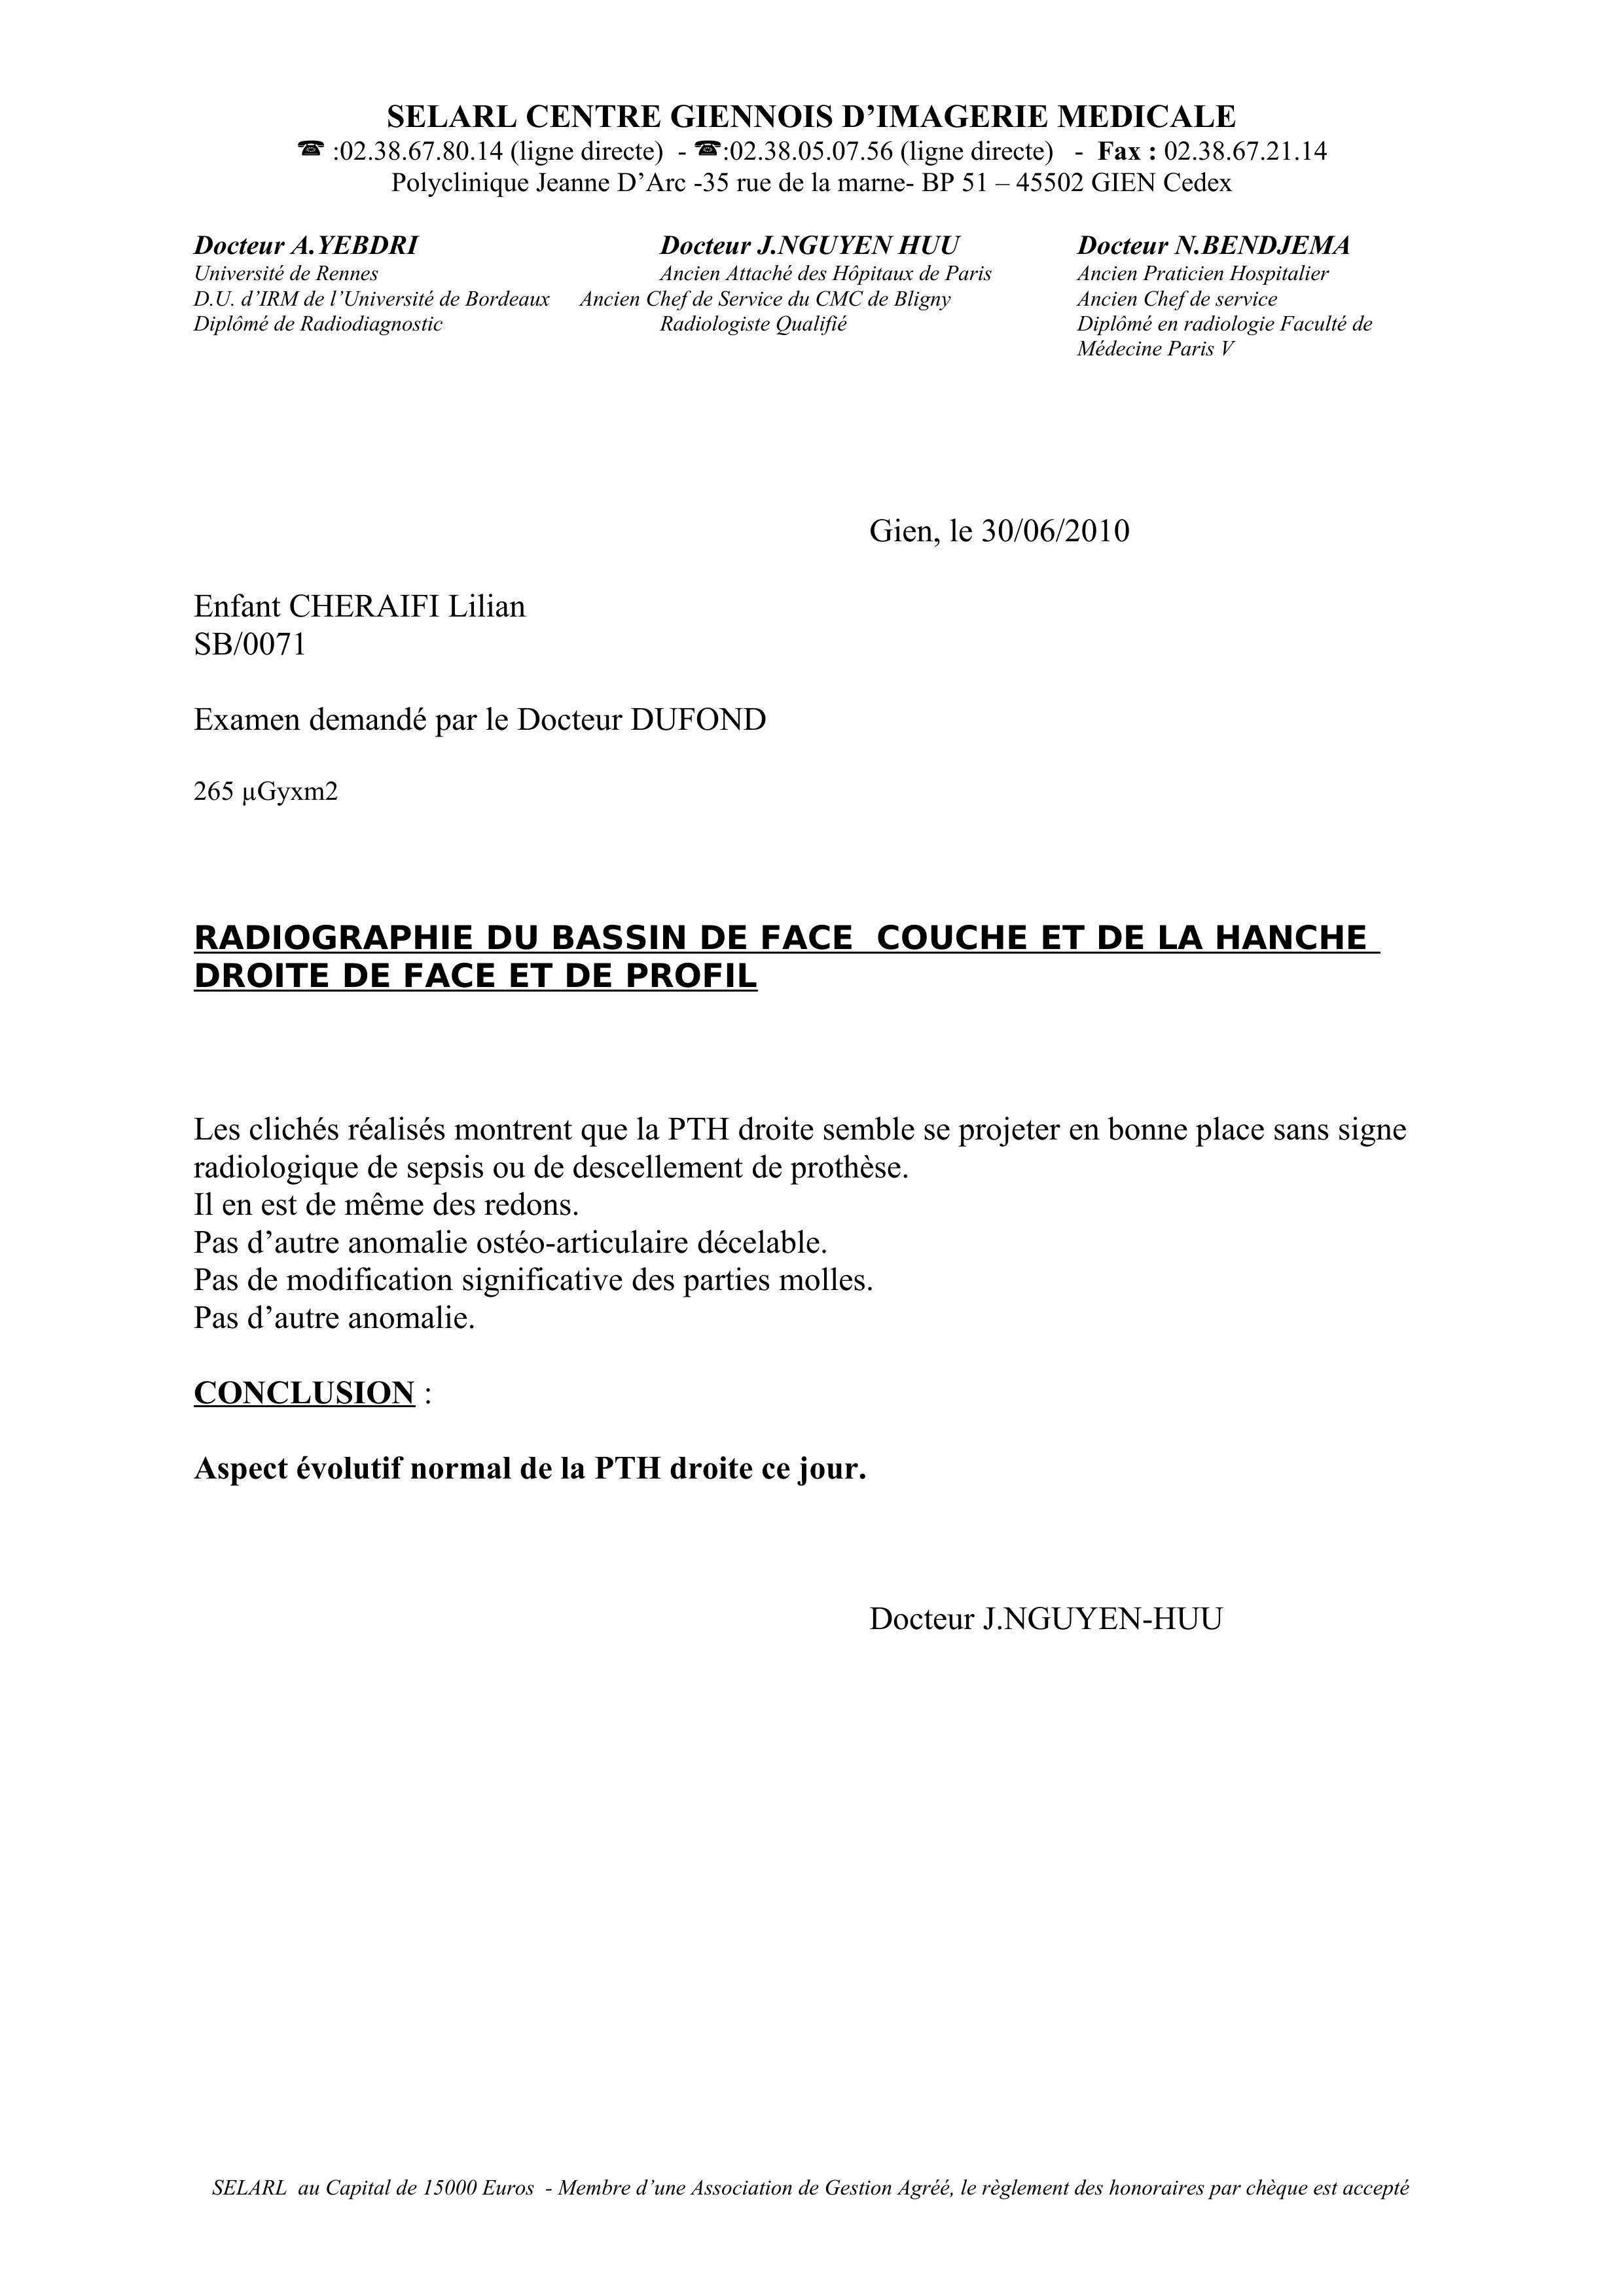 SELARL CENTRE GIENNOIS D’IMAGERIE MEDICALE
☎ :02.38.67.80.14 (ligne directe) - ☎:02.38.05.07.56 (ligne directe) - Fax : 02.38.67.21.14
Polyclinique Jeanne D’Arc -35 rue de la marne- BP 51 – 45502 GIEN Cedex
Docteur A.YEBDRI Docteur J.NGUYEN HUU Docteur N.BENDJEMA
Université de Rennes Ancien Attaché des Hôpitaux de Paris Ancien Praticien Hospitalier
D.U. d’IRM de l’Université de Bordeaux Ancien Chef de Service du CMC de Bligny Ancien Chef de service
Diplômé de Radiodiagnostic Radiologiste Qualifié Diplômé en radiologie Faculté de
Médecine Paris V
Gien, le 30/06/2010
Enfant CHERAIFI Lilian
SB/0071
Examen demandé par le Docteur DUFOND
265 µGyxm2
RADIOGRAPHIE DU BASSIN DE FACE COUCHE ET DE LA HANCHE
DROITE DE FACE ET DE PROFIL
Les clichés réalisés montrent que la PTH droite semble se projeter en bonne place sans signe
radiologique de sepsis ou de descellement de prothèse.
Il en est de même des redons.
Pas d’autre anomalie ostéo-articulaire décelable.
Pas de modification significative des parties molles.
Pas d’autre anomalie.
CONCLUSION :
Aspect évolutif normal de la PTH droite ce jour.
Docteur J.NGUYEN-HUU
SELARL au Capital de 15000 Euros - Membre d’une Association de Gestion Agréé, le règlement des honoraires par chèque est accepté